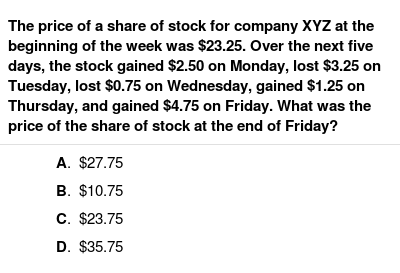 The price of a share of stock for company XYZ at the
beginning of the week was $23.25. Over the next five
days, the stock gained $2.50 on Monday, lost $3.25 on
Tuesday, lost $0.75 on Wednesday, gained $1.25 on
Thursday, and gained $4.75 on Friday. What was the
price of the share of stock at the end of Friday?
A. $27.75
B. $10.75
C. $23.75
D. $35.75